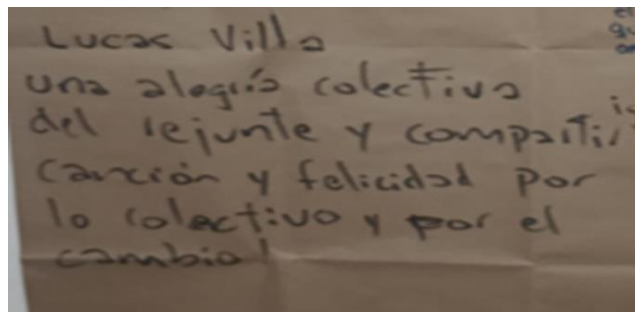 Lucas Villa
una alegría colectiva
del rejunte y compartir
canción y felicidad por
lo colectivo y por el
cambio!